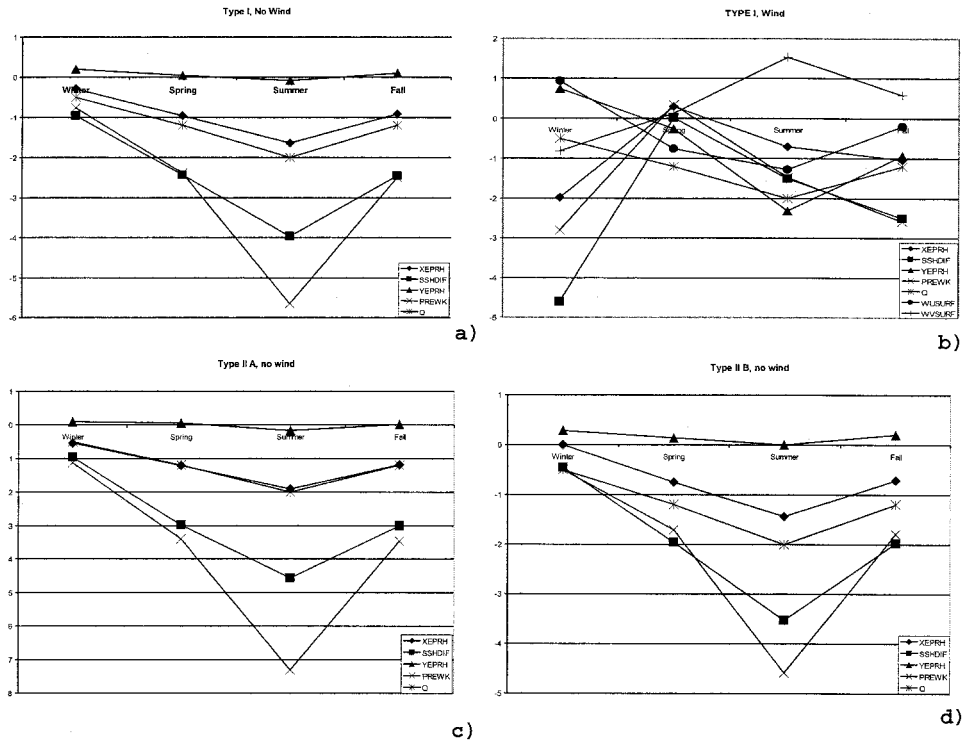 Type I, No Wind
1
0
-1
-2
-3
-4
-5
-6
Winter
Spring
Summer
Fall
XEPRH
SSHDIF
YEPRH
PREWK
Q
a)
TYPE I, Wind
2
1
0
-1
-2
-3
-4
-5
Winter
Spring
Summer
Fall
XEPRH
SSHDIF
YEPRH
PREWK
Q
WUSURF
WVSURF
b)
Type II A, no wind
1
0
1
2
3
4
5
6
7
8
Winter
Spring
Summer
Fall
XEPRH
SSHDIF
YEPRH
PREWK
Q
c)
Type II B, no wind
1
0
-1
-2
-3
-4
-5
Winter
Spring
Summer
Fall
XEPRH
SSHDIF
YEPRH
PREWK
Q
d)